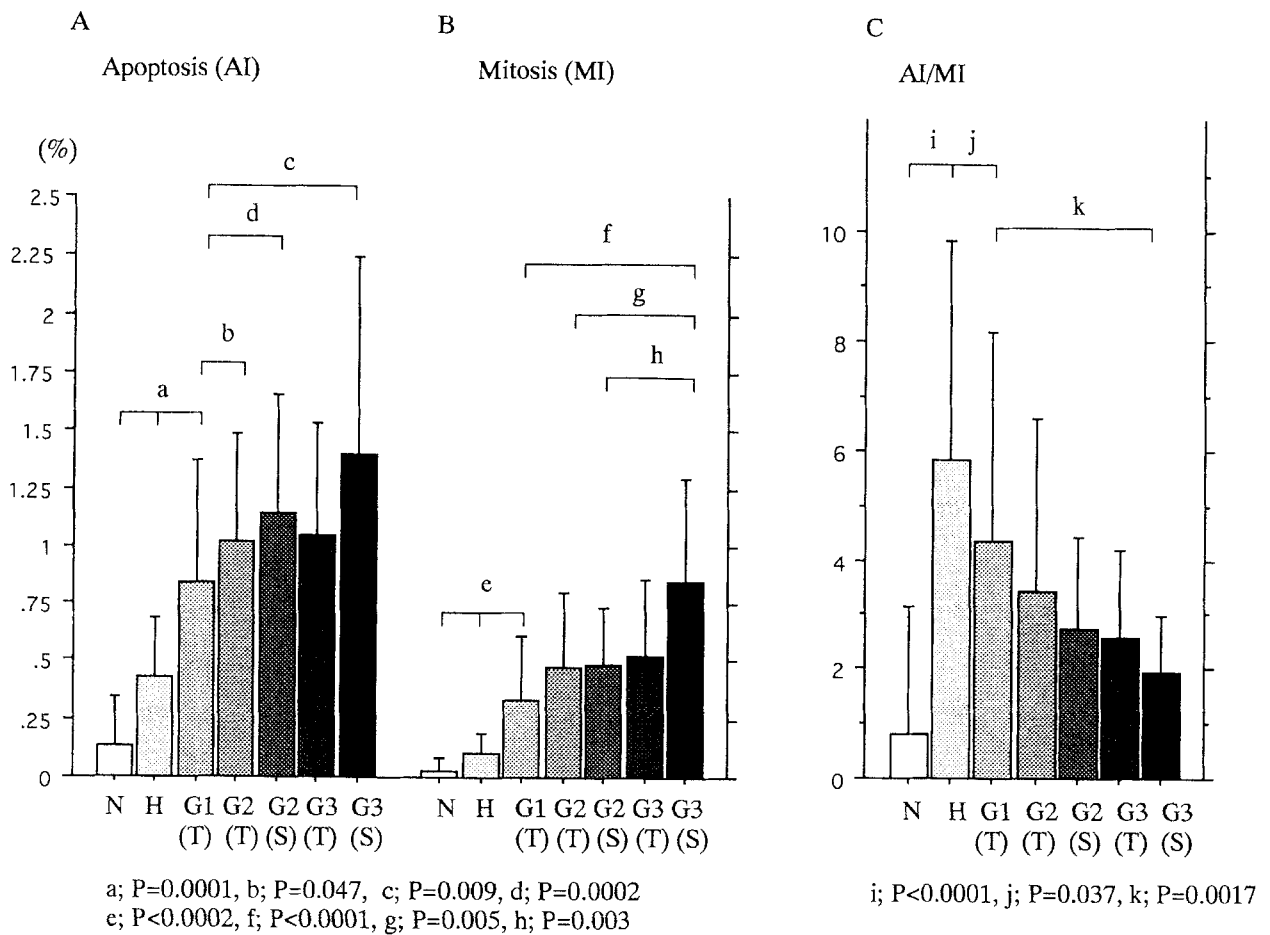 A
B
C
Apoptosis (AI)
Mitosis (MI)
AI/MI
(%)
2.5
2.25
2
1.75
1.5
1.25
1
.75
.5
.25
0
a
b
c
d
e
f
g
h
10
8
6
4
2
0
i
j
k
N H G1 G2 G2 G3 G3
(T) (T) (S) (T) (S)
N H G1 G2 G2 G3 G3
(T) (T) (S) (T) (S)
N H G1 G2 G2 G3 G3
(T) (T) (S) (T) (S)
a; P=0.0001, b; P=0.047, c; P=0.009, d; P=0.0002
e; P<0.0002, f; P<0.0001, g; P=0.005, h; P=0.003
i; P<0.0001, j; P=0.037, k; P=0.0017